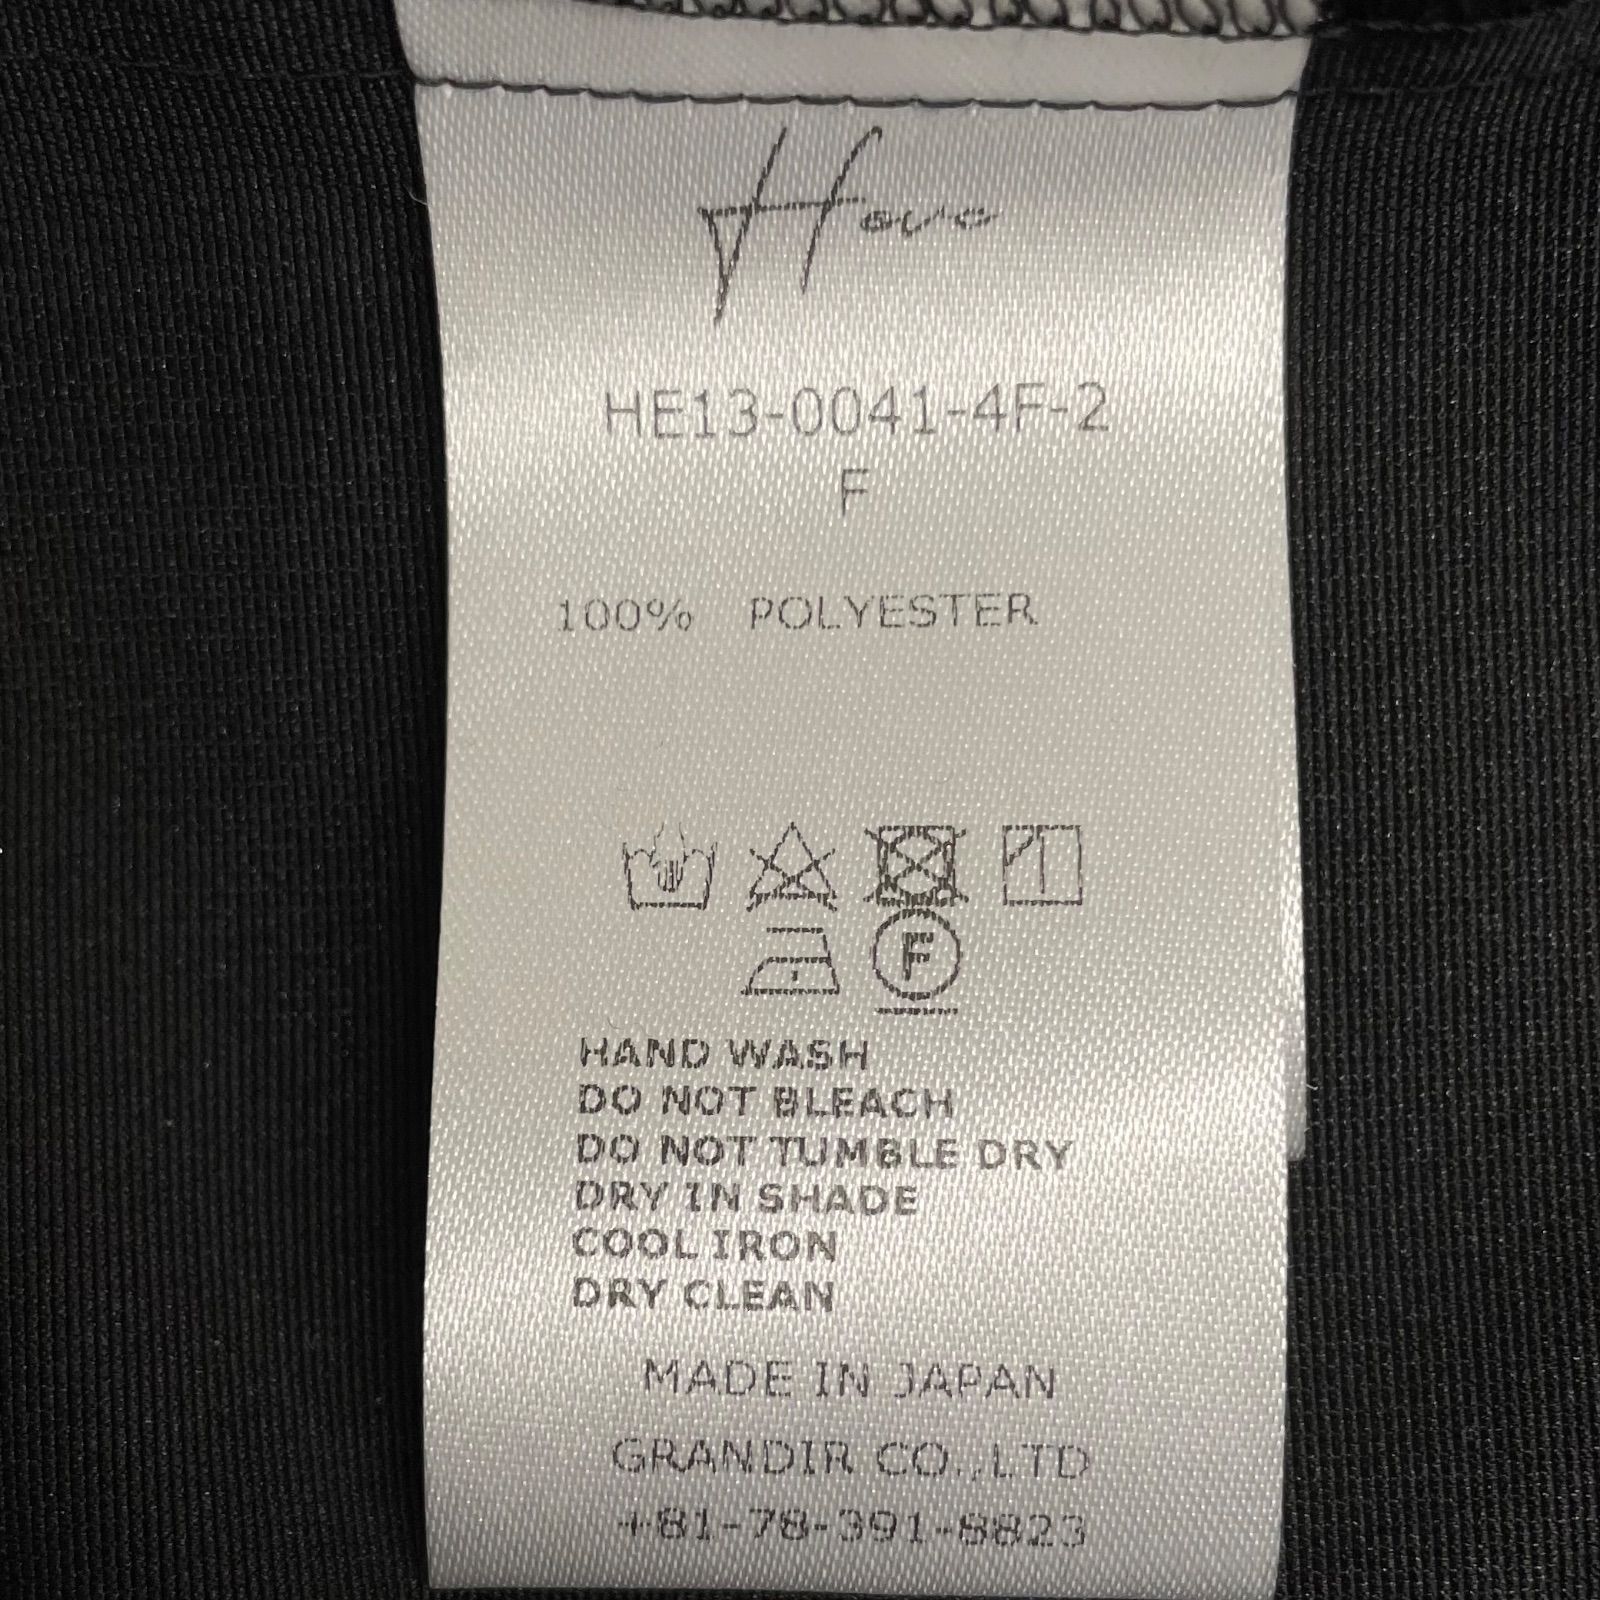 Hove
HE13-0041-4F-2
F
100% POLYESTER
F
HAND WASH
DO NOT BLEACH
DO NOT TUMBLE DRY
DRY IN SHADE
COOL IRON
DRY CLEAN
MADE IN JAPAN
GRANDIR CO.,LTD
+81-78-391-8823